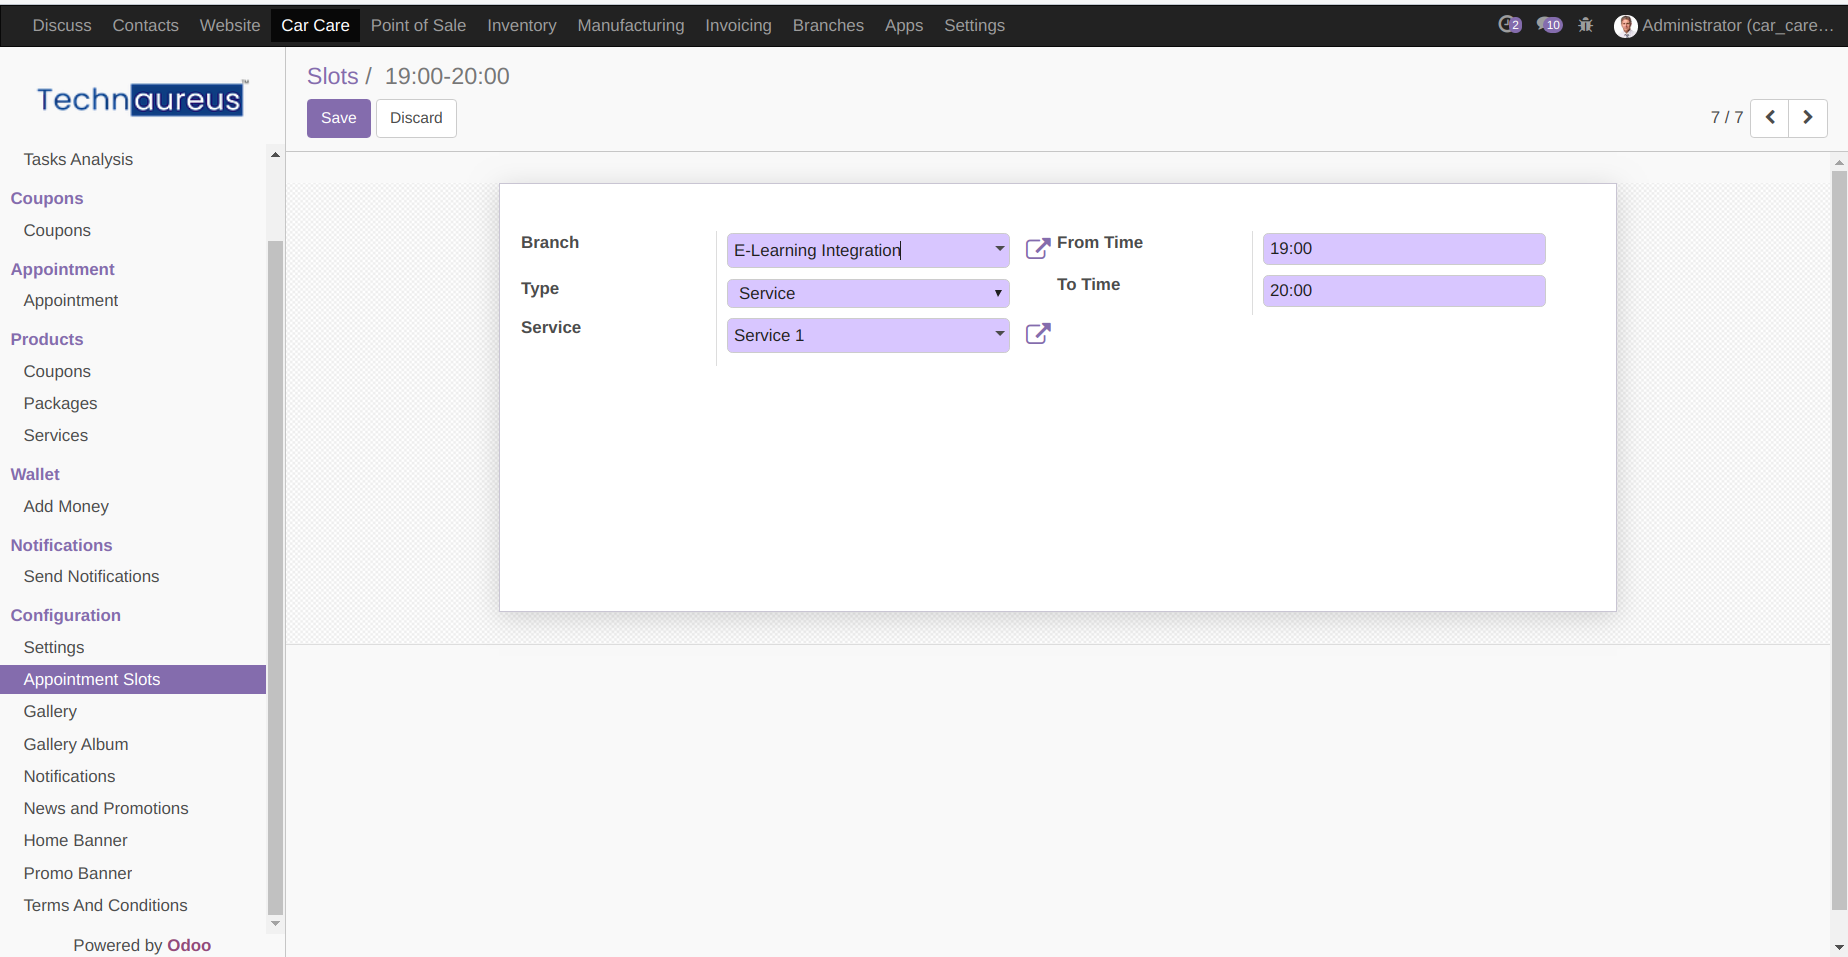 Discuss Contacts Website Car Care Point of Sale Inventory Manufacturing Invoicing Branches Apps Settings 2 10 Administrator (car_care...
Technaureus™
Slots / 19:00-20:00
Save Discard
7 / 7
Tasks Analysis
Coupons
Coupons
Appointment
Appointment
Products
Coupons
Packages
Services
Wallet
Add Money
Notifications
Send Notifications
Configuration
Settings
Appointment Slots
Gallery
Gallery Album
Notifications
News and Promotions
Home Banner
Promo Banner
Terms And Conditions
Powered by Odoo
Branch E-Learning Integration
Type Service
Service Service 1
From Time 19:00
To Time 20:00